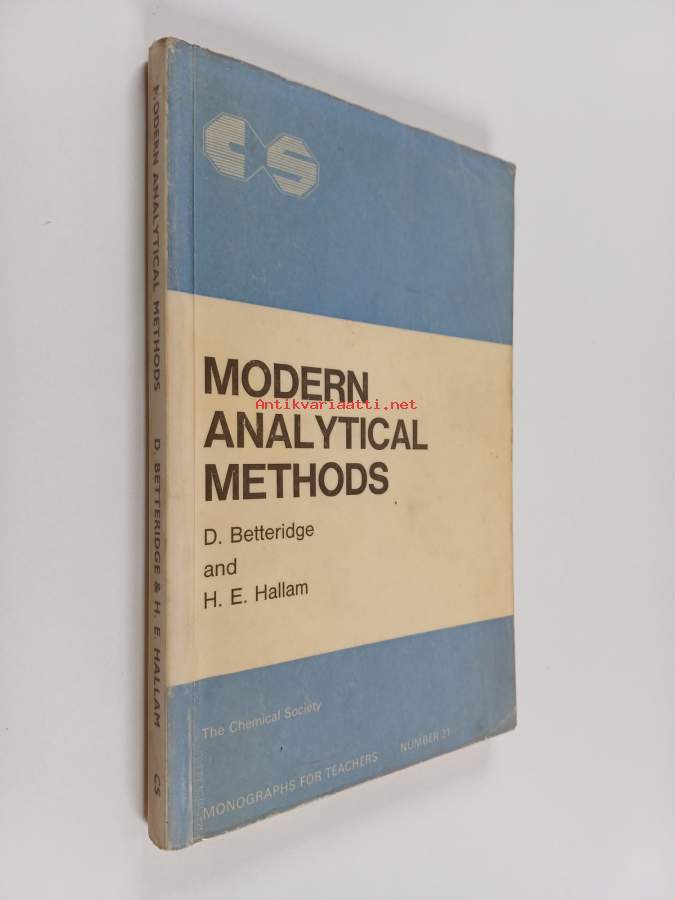 MODERN ANALYTICAL METHODS D. BETTERIDGE & H. E. HALLAM CS
CS
MODERN
Antikvariaatti.net
ANALYTICAL
METHODS
D. Betteridge
and
H. E. Hallam
The Chemical Society
MONOGRAPHS FOR TEACHERS NUMBER 21